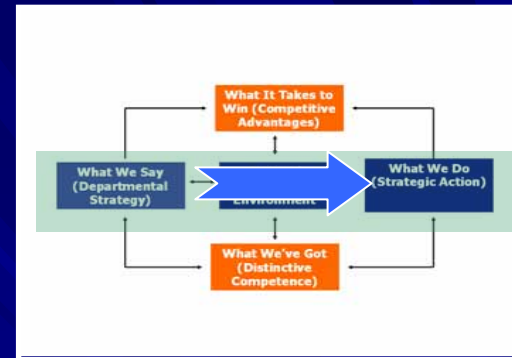 What It Takes to
Win (Competitive
Advantages)
What We Say
(Departmental
Strategy)
Environment
What We Do
(Strategic Action)
What We've Got
(Distinctive
Competence)